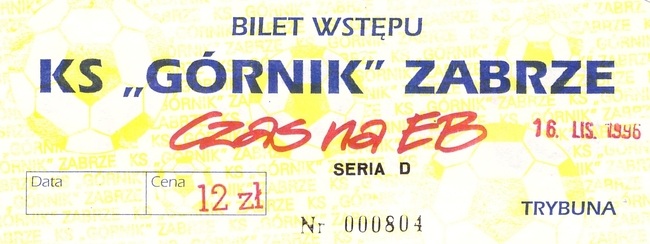 BILET WSTĘPU
KS „GÓRNIK” ZABRZE
Czas na EB
16. LIS. 1996
SERIA D
Data
Cena
12 zł
TRYBUNA
Nr 000804